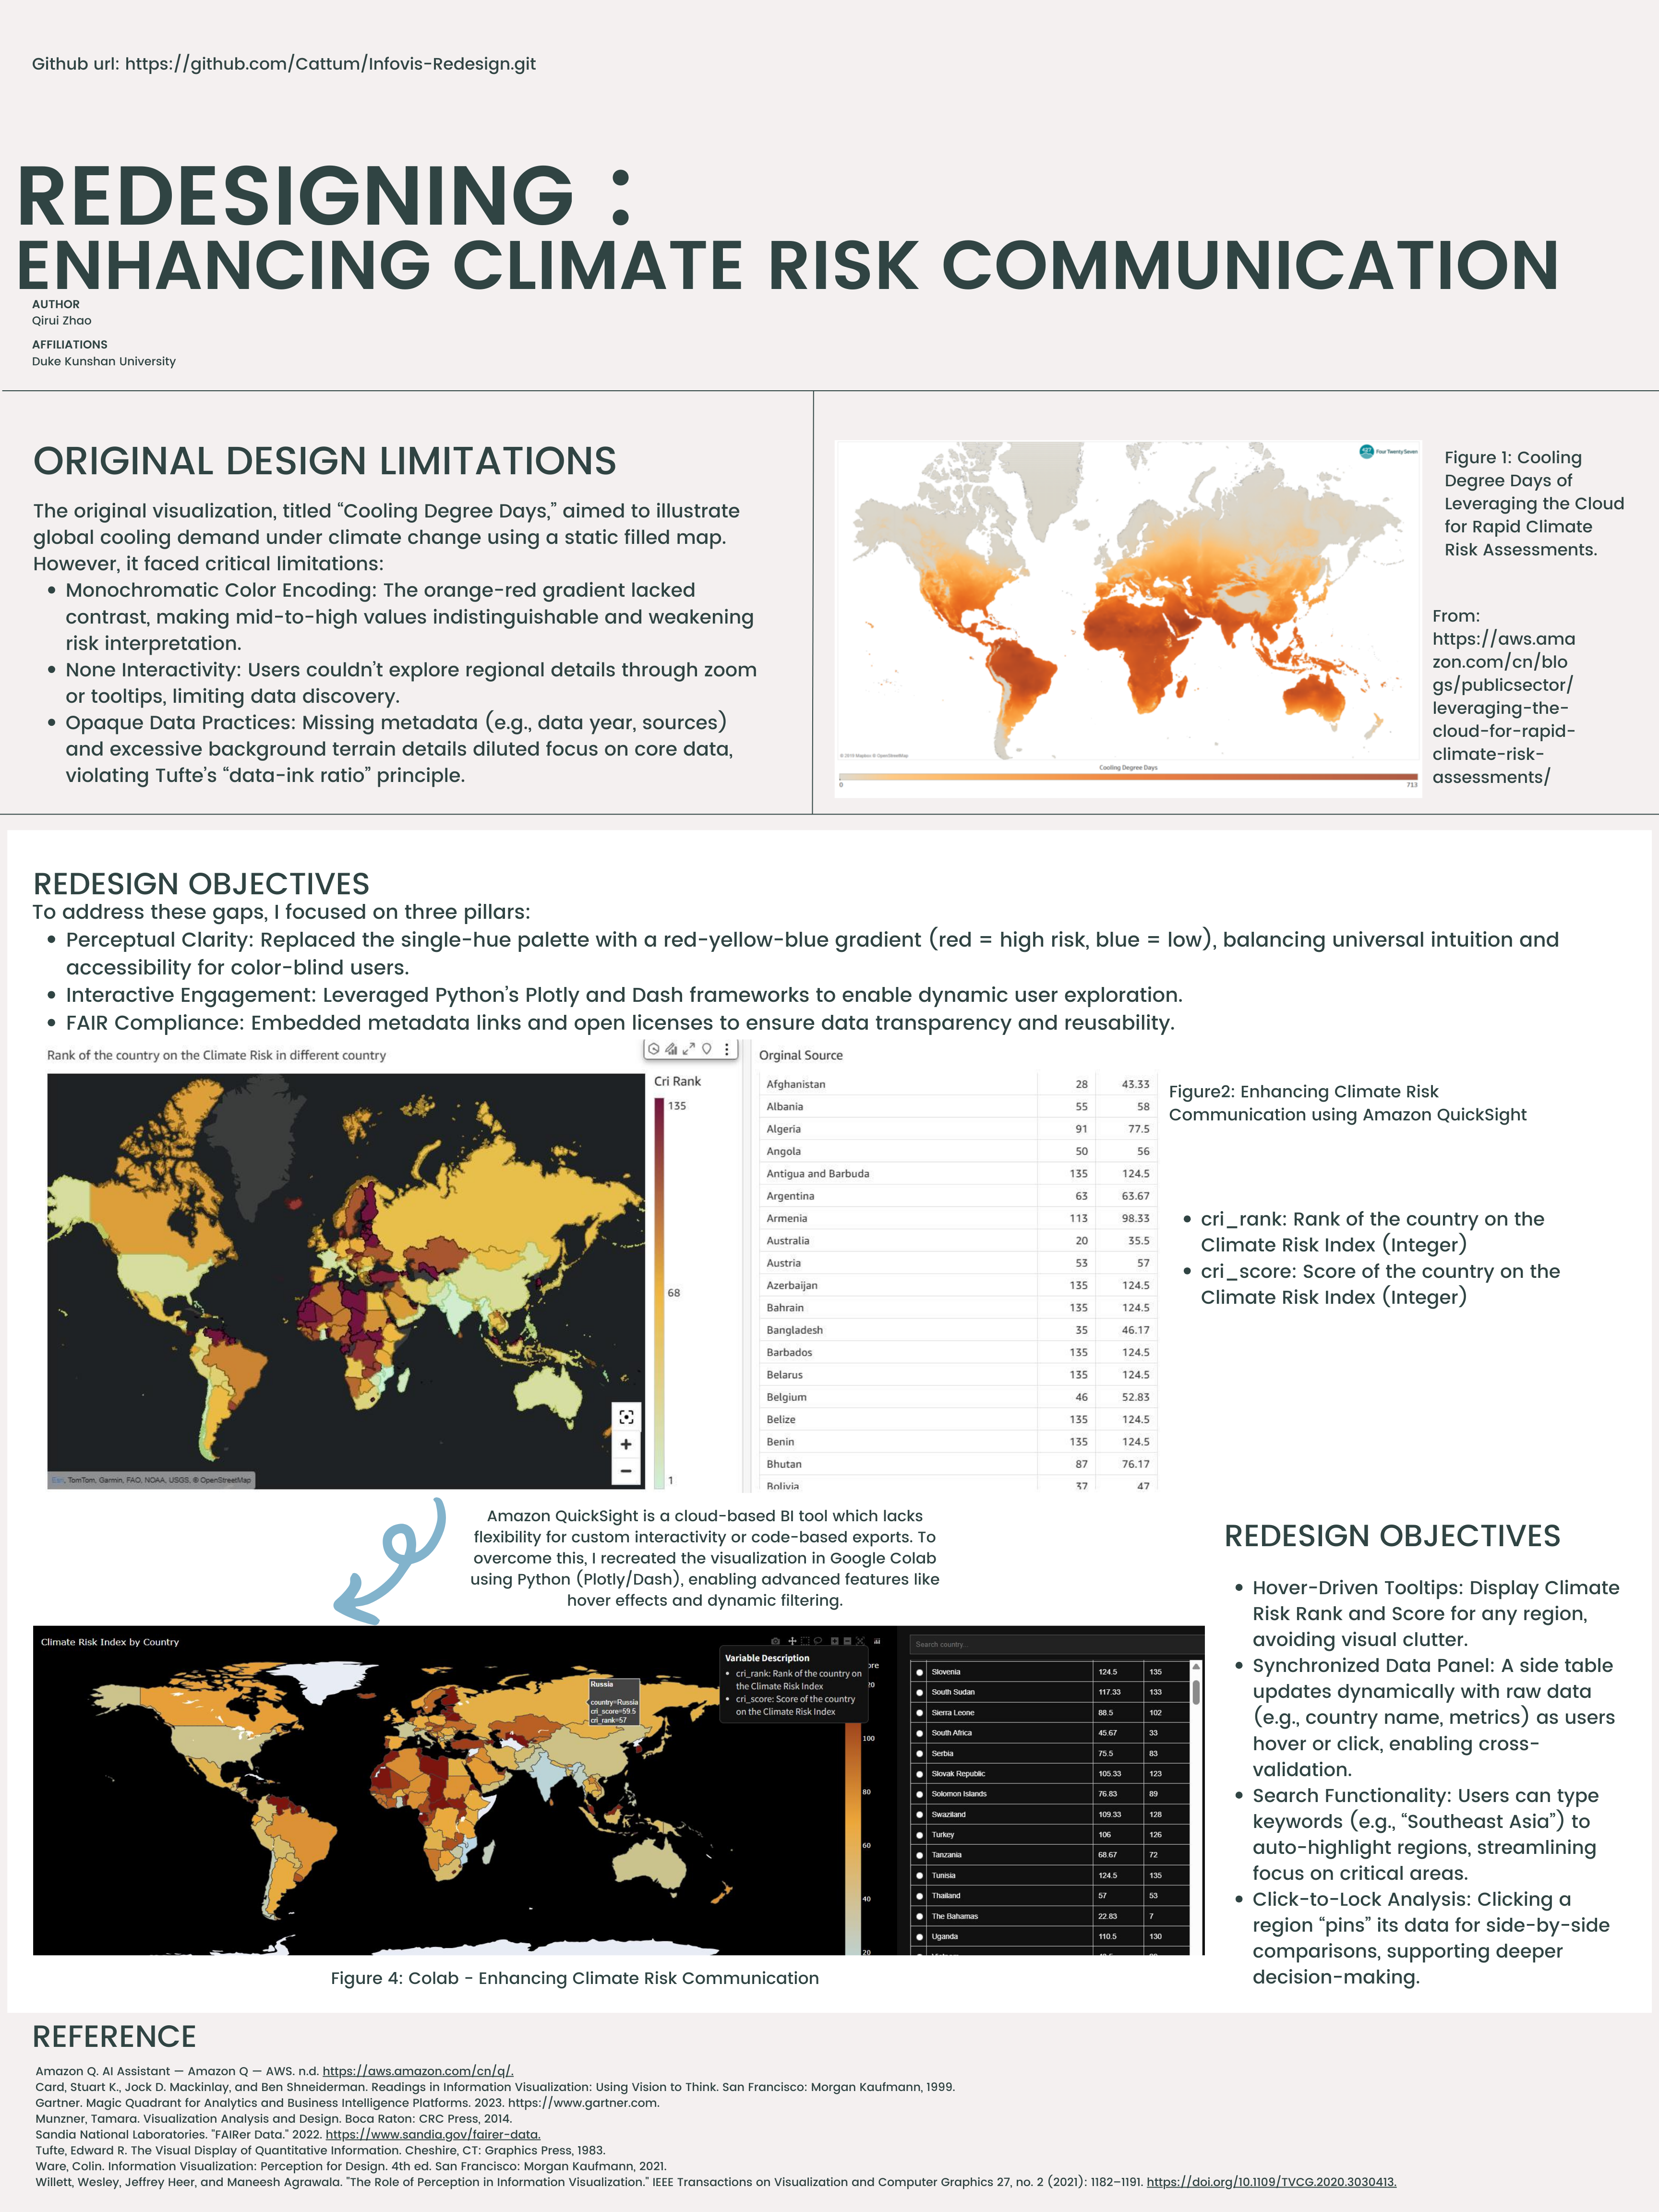 Github url: https://github.com/Cattum/Infovis-Redesign.git
REDESIGNING :
ENHANCING CLIMATE RISK COMMUNICATION
AUTHOR
Qirui Zhao
AFFILIATIONS
Duke Kunshan University
ORIGINAL DESIGN LIMITATIONS
The original visualization, titled “Cooling Degree Days,” aimed to illustrate
global cooling demand under climate change using a static filled map.
However, it faced critical limitations:
• Monochromatic Color Encoding: The orange-red gradient lacked
contrast, making mid-to-high values indistinguishable and weakening
risk interpretation.
• None Interactivity: Users couldn’t explore regional details through zoom
or tooltips, limiting data discovery.
• Opaque Data Practices: Missing metadata (e.g., data year, sources)
and excessive background terrain details diluted focus on core data,
violating Tufte’s “data-ink ratio” principle.
Four Twenty Seven
© 2019 Mapbox © OpenStreetMap
Cooling Degree Days
0
713
Figure 1: Cooling
Degree Days of
Leveraging the Cloud
for Rapid Climate
Risk Assessments.
From:
https://aws.ama
zon.com/cn/blo
gs/publicsector/
leveraging-the-
cloud-for-rapid-
climate-risk-
assessments/
REDESIGN OBJECTIVES
To address these gaps, I focused on three pillars:
• Perceptual Clarity: Replaced the single-hue palette with a red-yellow-blue gradient (red = high risk, blue = low), balancing universal intuition and
accessibility for color-blind users.
• Interactive Engagement: Leveraged Python’s Plotly and Dash frameworks to enable dynamic user exploration.
• FAIR Compliance: Embedded metadata links and open licenses to ensure data transparency and reusability.
Rank of the country on the Climate Risk in different country
Cri Rank
135
68
1
Esri, TomTom, Garmin, FAO, NOAA, USGS, © OpenStreetMap
Orginal Source
Afghanistan 28 43.33
Albania 55 58
Algeria 91 77.5
Angola 50 56
Antigua and Barbuda 135 124.5
Argentina 63 63.67
Armenia 113 98.33
Australia 20 35.5
Austria 53 57
Azerbaijan 135 124.5
Bahrain 135 124.5
Bangladesh 35 46.17
Barbados 135 124.5
Belarus 135 124.5
Belgium 46 52.83
Belize 135 124.5
Benin 135 124.5
Bhutan 87 76.17
Bolivia 37 47
Figure2: Enhancing Climate Risk
Communication using Amazon QuickSight
• cri_rank: Rank of the country on the
Climate Risk Index (Integer)
• cri_score: Score of the country on the
Climate Risk Index (Integer)
Amazon QuickSight is a cloud-based BI tool which lacks
flexibility for custom interactivity or code-based exports. To
overcome this, I recreated the visualization in Google Colab
using Python (Plotly/Dash), enabling advanced features like
hover effects and dynamic filtering.
Climate Risk Index by Country
Russia
country=Russia
cri_score=59.5
cri_rank=57
Variable Description
• cri_rank: Rank of the country on
the Climate Risk Index
• cri_score: Score of the country
on the Climate Risk Index
ore
20
100
80
60
40
20
Search country...
Slovenia 124.5 135
South Sudan 117.33 133
Sierra Leone 88.5 102
South Africa 45.67 33
Serbia 75.5 83
Slovak Republic 105.33 123
Solomon Islands 76.83 89
Swaziland 109.33 128
Turkey 106 126
Tanzania 68.67 72
Tunisia 124.5 135
Thailand 57 53
The Bahamas 22.83 7
Uganda 110.5 130
Figure 4: Colab - Enhancing Climate Risk Communication
REDESIGN OBJECTIVES
• Hover-Driven Tooltips: Display Climate
Risk Rank and Score for any region,
avoiding visual clutter.
• Synchronized Data Panel: A side table
updates dynamically with raw data
(e.g., country name, metrics) as users
hover or click, enabling cross-
validation.
• Search Functionality: Users can type
keywords (e.g., “Southeast Asia”) to
auto-highlight regions, streamlining
focus on critical areas.
• Click-to-Lock Analysis: Clicking a
region “pins” its data for side-by-side
comparisons, supporting deeper
decision-making.
REFERENCE
Amazon Q. AI Assistant — Amazon Q — AWS. n.d. https://aws.amazon.com/cn/q/.
Card, Stuart K., Jock D. Mackinlay, and Ben Shneiderman. Readings in Information Visualization: Using Vision to Think. San Francisco: Morgan Kaufmann, 1999.
Gartner. Magic Quadrant for Analytics and Business Intelligence Platforms. 2023. https://www.gartner.com.
Munzner, Tamara. Visualization Analysis and Design. Boca Raton: CRC Press, 2014.
Sandia National Laboratories. "FAIRer Data." 2022. https://www.sandia.gov/fairer-data.
Tufte, Edward R. The Visual Display of Quantitative Information. Cheshire, CT: Graphics Press, 1983.
Ware, Colin. Information Visualization: Perception for Design. 4th ed. San Francisco: Morgan Kaufmann, 2021.
Willett, Wesley, Jeffrey Heer, and Maneesh Agrawala. "The Role of Perception in Information Visualization." IEEE Transactions on Visualization and Computer Graphics 27, no. 2 (2021): 1182–1191. https://doi.org/10.1109/TVCG.2020.3030413.